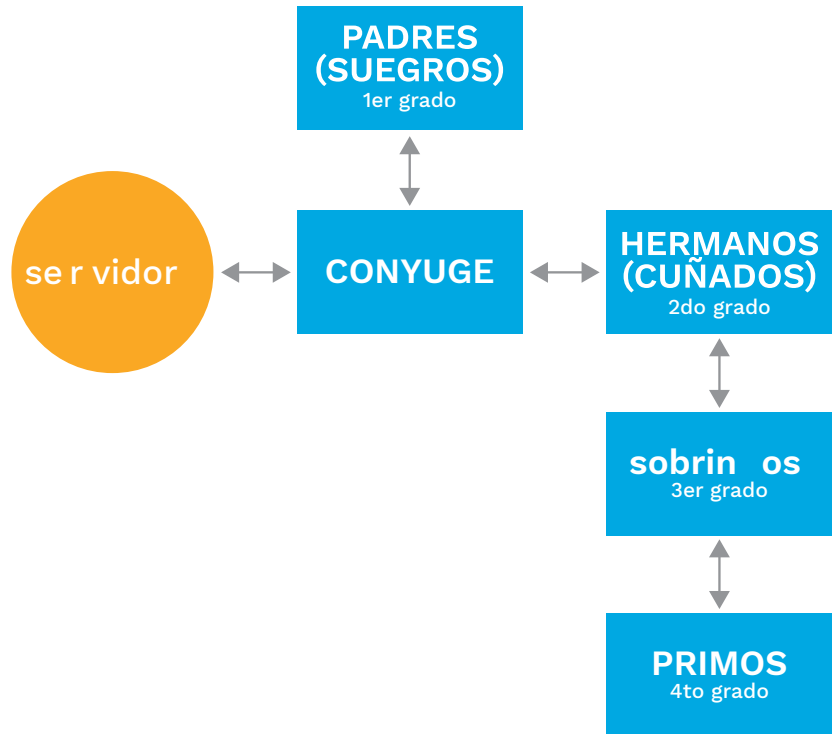 PADRES
(SUEGROS)
1er grado
se r vidor
CONYUGE
HERMANOS
(CUÑADOS)
2do grado
sobrin os
3er grado
PRIMOS
4to grado